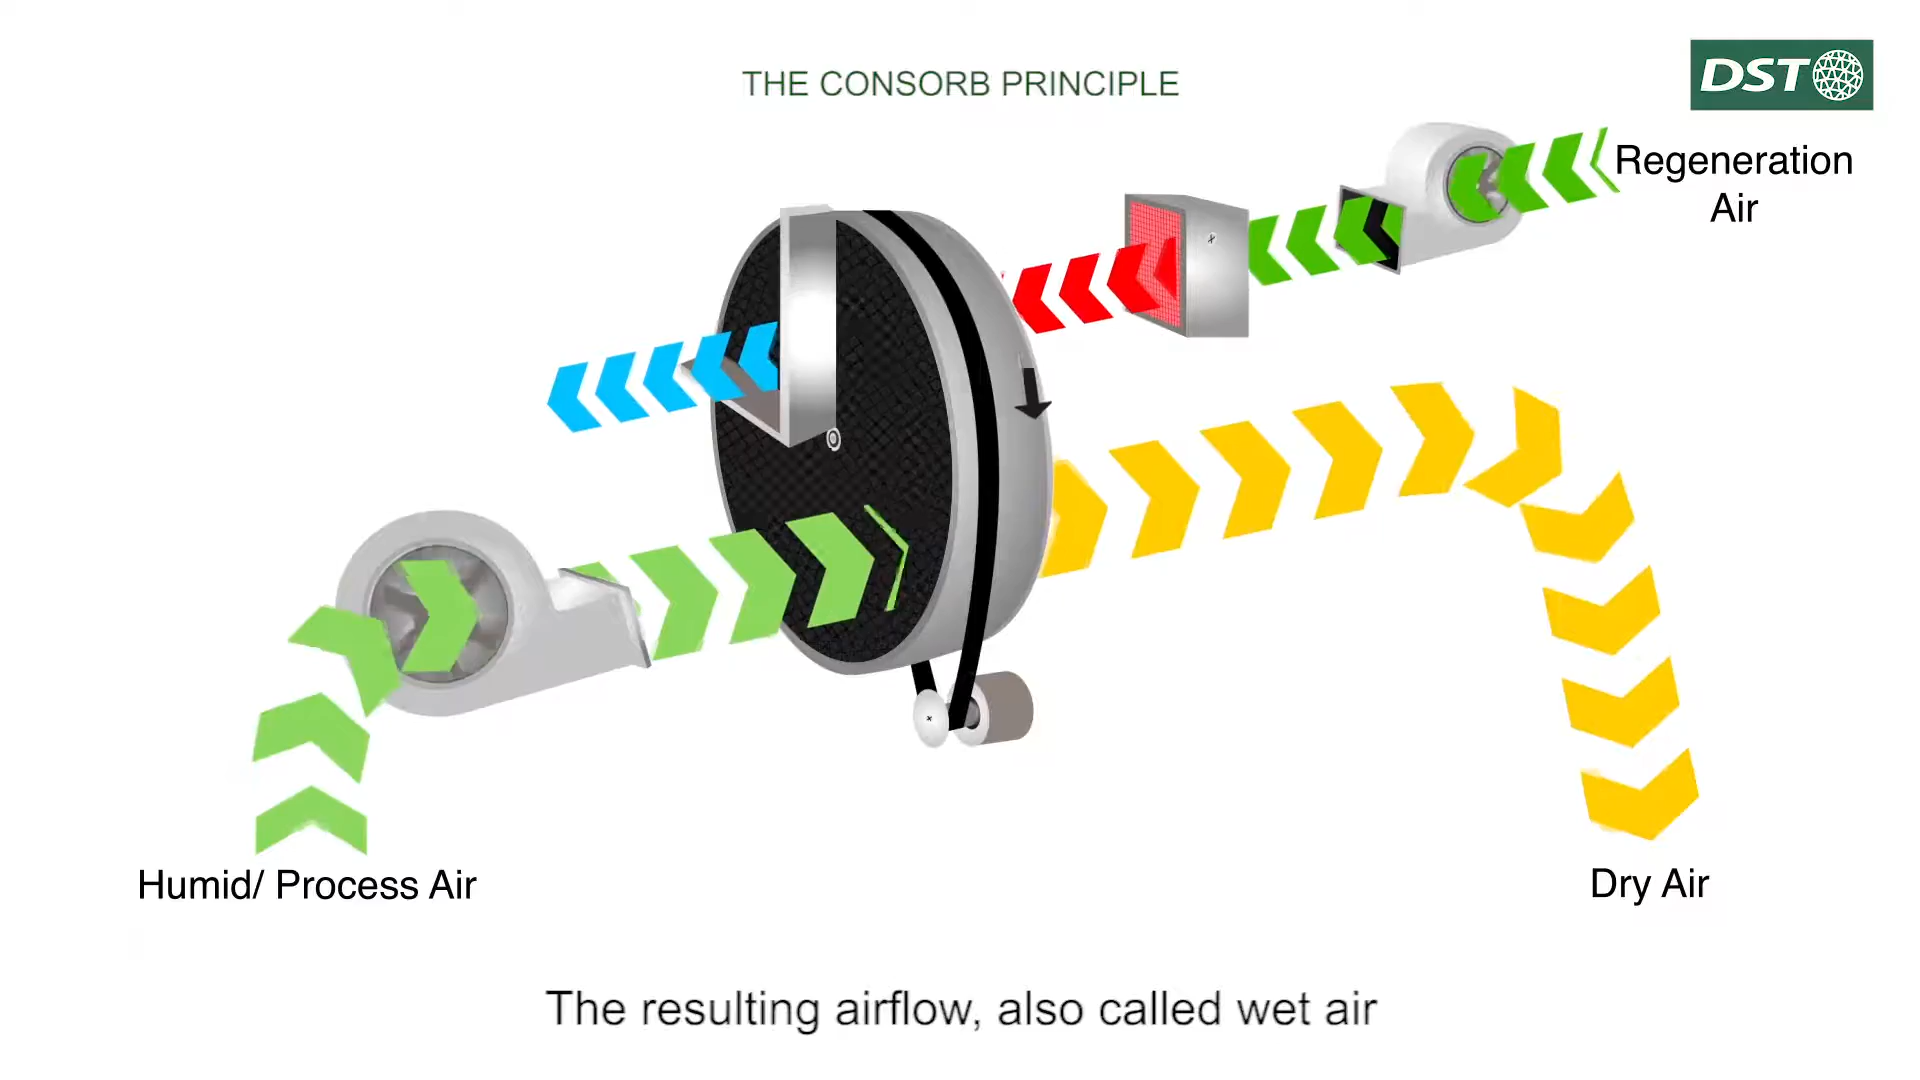 THE CONSORB PRINCIPLE
DST
Regeneration
Air
Humid/ Process Air
Dry Air
The resulting airflow, also called wet air